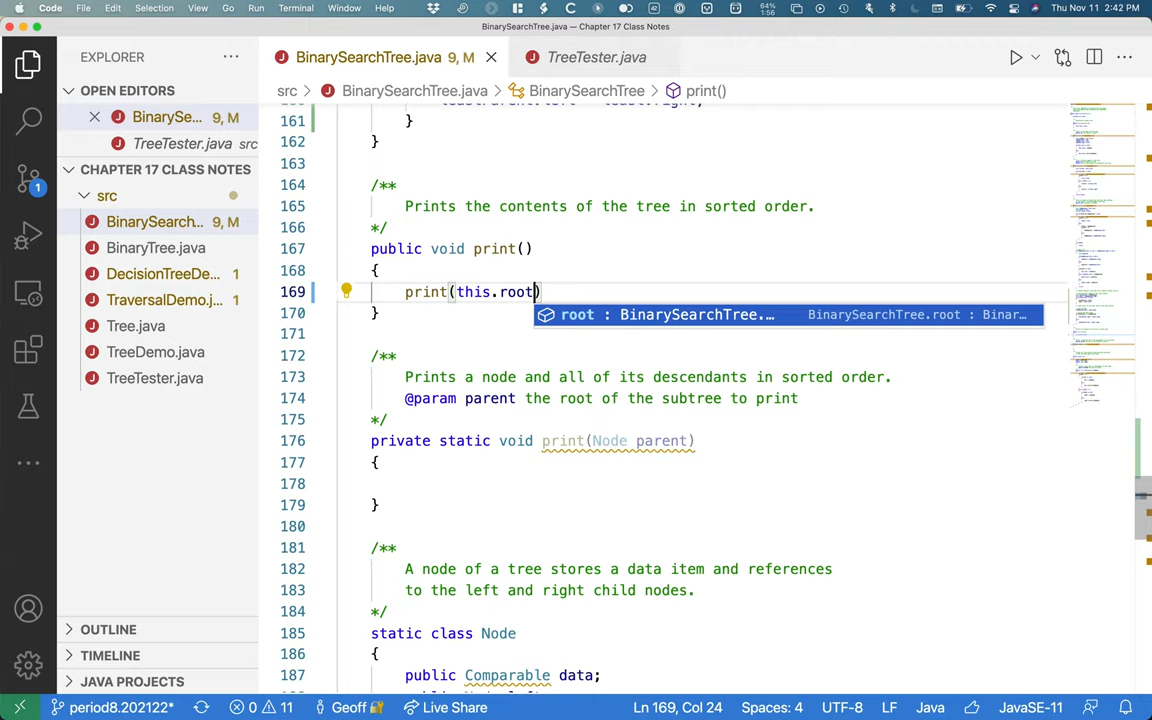 Code File Edit Selection View Go Run Terminal Window Help 64% 1:56 Thu Nov 11 2:42 PM
BinarySearchTree.java — Chapter 17 Class Notes
EXPLORER
BinarySearchTree.java 9, M
TreeTester.java
OPEN EDITORS
src > BinarySearchTree.java > BinarySearchTree > print()
BinarySe... 9, M
TreeTester.java src
CHAPTER 17 CLASS NOTES
src
BinarySearch... 9, M
BinaryTree.java
DecisionTreeDe... 1
TraversalDemo.j... 1
Tree.java
TreeDemo.java
TreeTester.java
OUTLINE
TIMELINE
JAVA PROJECTS
161 }
162 }
163
164 /**
165 Prints the contents of the tree in sorted order.
166 */
167 public void print()
168 {
169 print(this.root)
root : BinarySearchTree.... BinarySearchTree.root : Binar...
170 }
171
172 /**
173 Prints a node and all of its descendants in sorted order.
174 @param parent the root of the subtree to print
175 */
176 private static void print(Node parent)
177 {
178
179 }
180
181 /**
182 A node of a tree stores a data item and references
183 to the left and right child nodes.
184 */
185 static class Node
186 {
187 public Comparable data;
1
period8.202122* 0 11 Geoff Live Share Ln 169, Col 24 Spaces: 4 UTF-8 LF Java JavaSE-11